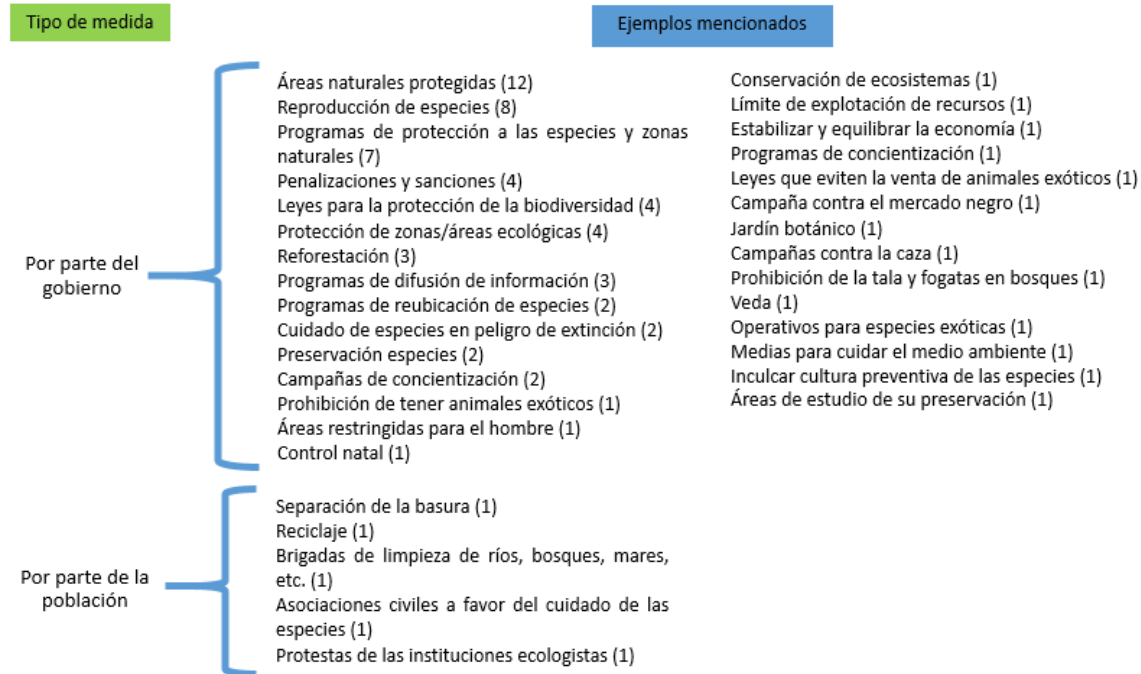 Tipo de medida
Ejemplos mencionados
Por parte del
gobierno
Áreas naturales protegidas (12)
Reproducción de especies (8)
Programas de protección a las especies y zonas
naturales (7)
Penalizaciones y sanciones (4)
Leyes para la protección de la biodiversidad (4)
Protección de zonas/áreas ecológicas (4)
Reforestación (3)
Programas de difusión de información (3)
Programas de reubicación de especies (2)
Cuidado de especies en peligro de extinción (2)
Preservación especies (2)
Campañas de concientización (2)
Prohibición de tener animales exóticos (1)
Áreas restringidas para el hombre (1)
Control natal (1)
Conservación de ecosistemas (1)
Límite de explotación de recursos (1)
Estabilizar y equilibrar la economía (1)
Programas de concientización (1)
Leyes que eviten la venta de animales exóticos (1)
Campaña contra el mercado negro (1)
Jardín botánico (1)
Campañas contra la caza (1)
Prohibición de la tala y fogatas en bosques (1)
Veda (1)
Operativos para especies exóticas (1)
Medias para cuidar el medio ambiente (1)
Inculcar cultura preventiva de las especies (1)
Áreas de estudio de su preservación (1)
Por parte de la
población
Separación de la basura (1)
Reciclaje (1)
Brigadas de limpieza de ríos, bosques, mares,
etc. (1)
Asociaciones civiles a favor del cuidado de las
especies (1)
Protestas de las instituciones ecologistas (1)